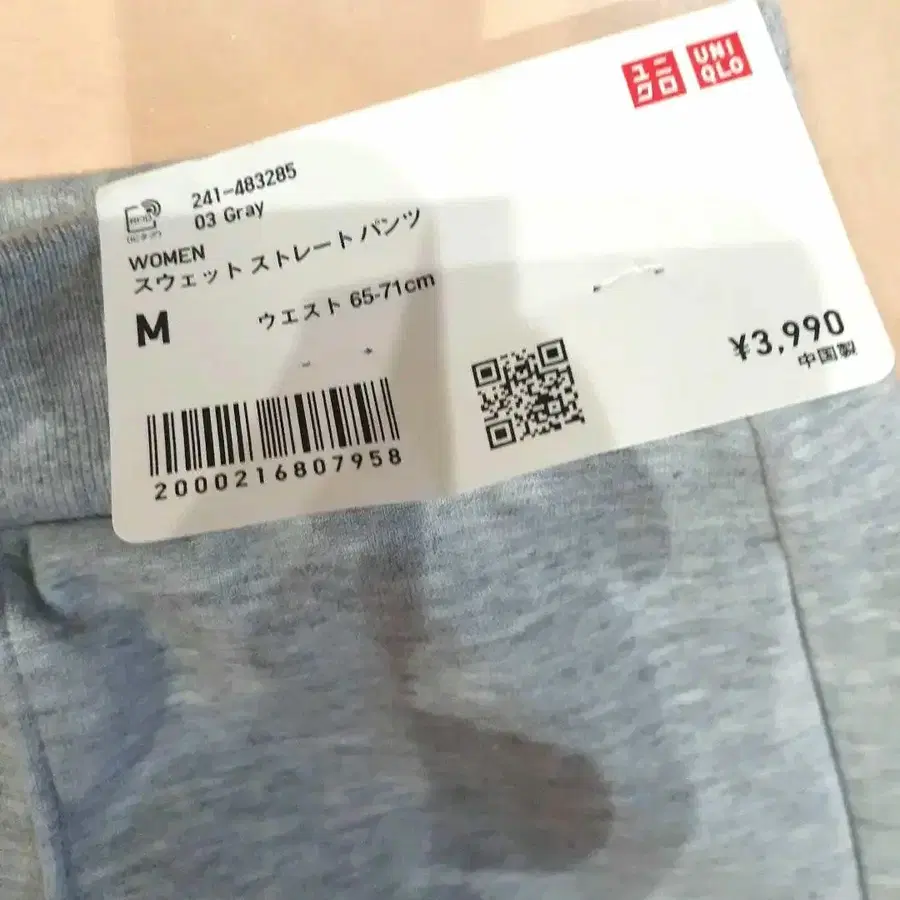 ユニ
クロ
UNI
QLO
241-483285
03 Gray
RFID
WOMEN
スウェット ストレート パンツ
M
ウエスト 65-71cm
¥3,990
中国製
2000216807958